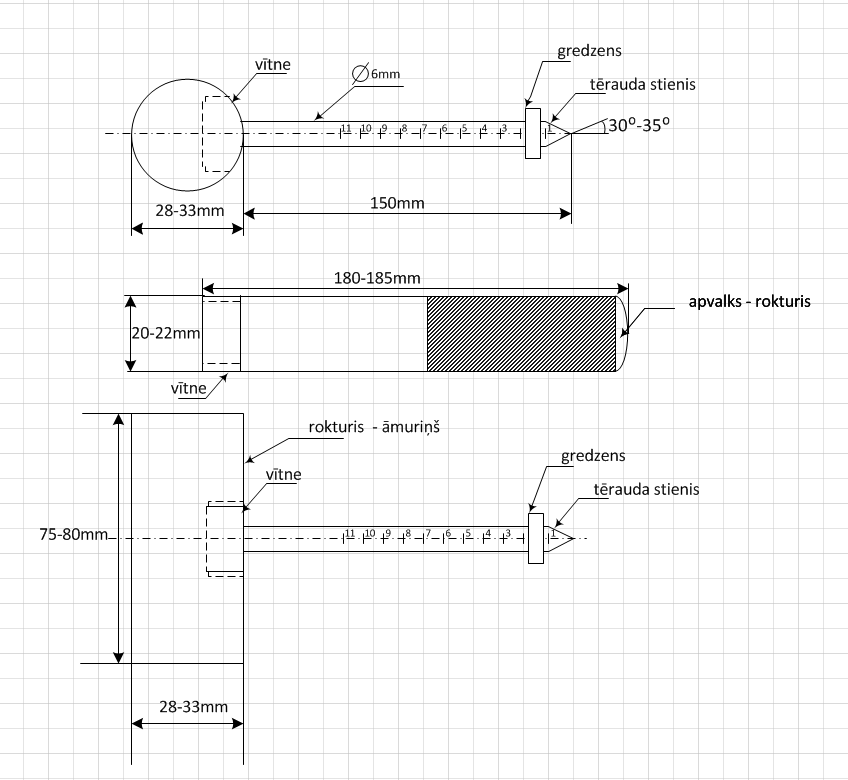 gredzens
vītne
Ø6mm
tērauda stienis
11 10 9 8 7 6 5 4 3 1
30°-35°
150mm
28-33mm
180-185mm
apvalks - rokturis
20-22mm
vītne
rokturis - āmuriņš
gredzens
vītne
tērauda stienis
75-80mm
11 10 9 8 7 6 5 4 3 1
28-33mm